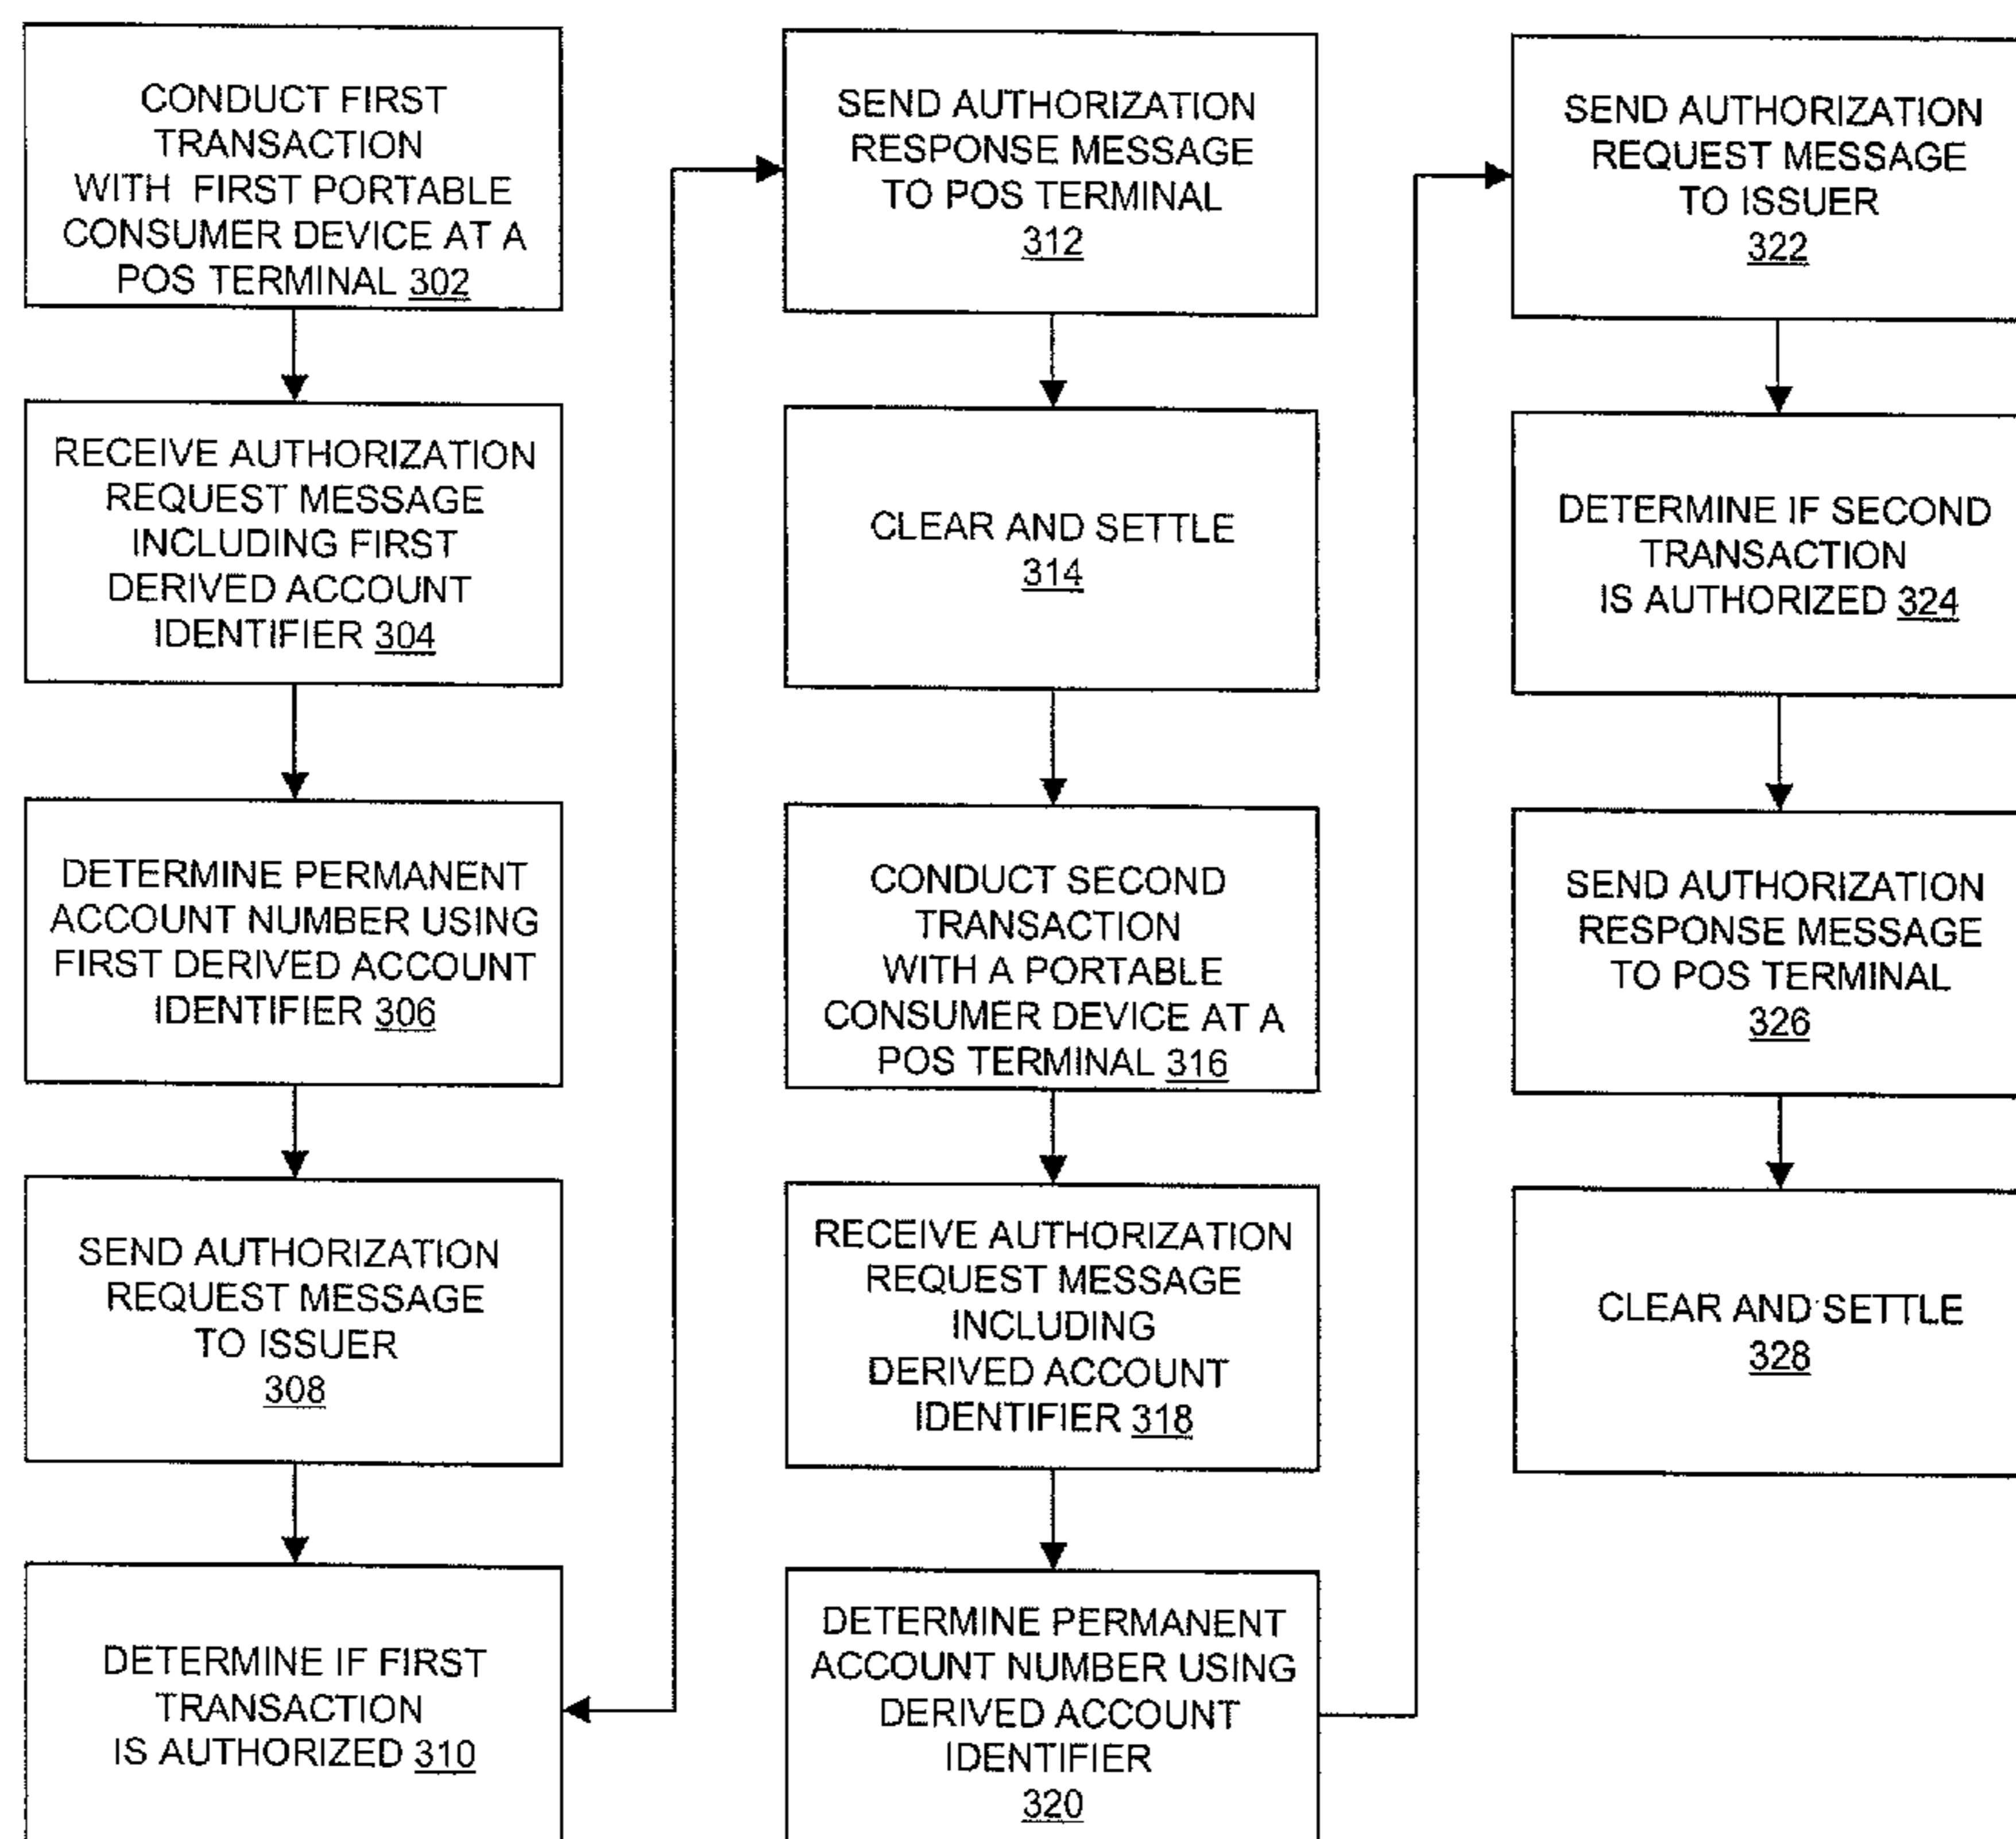 CONDUCT FIRST
TRANSACTION
WITH FIRST PORTABLE
CONSUMER DEVICE AT A
POS TERMINAL 302
RECEIVE AUTHORIZATION
REQUEST MESSAGE
INCLUDING FIRST
DERIVED ACCOUNT
IDENTIFIER 304
DETERMINE PERMANENT
ACCOUNT NUMBER USING
FIRST DERIVED ACCOUNT
IDENTIFIER 306
SEND AUTHORIZATION
REQUEST MESSAGE
TO ISSUER
308
DETERMINE IF FIRST
TRANSACTION
IS AUTHORIZED 310
SEND AUTHORIZATION
RESPONSE MESSAGE
TO POS TERMINAL
312
CLEAR AND SETTLE
314
CONDUCT SECOND
TRANSACTION
WITH A PORTABLE
CONSUMER DEVICE AT A
POS TERMINAL 316
RECEIVE AUTHORIZATION
REQUEST MESSAGE
INCLUDING
DERIVED ACCOUNT
IDENTIFIER 318
DETERMINE PERMANENT
ACCOUNT NUMBER USING
DERIVED ACCOUNT
IDENTIFIER
320
SEND AUTHORIZATION
REQUEST MESSAGE
TO ISSUER
322
DETERMINE IF SECOND
TRANSACTION
IS AUTHORIZED 324
SEND AUTHORIZATION
RESPONSE MESSAGE
TO POS TERMINAL
326
CLEAR AND SETTLE
328